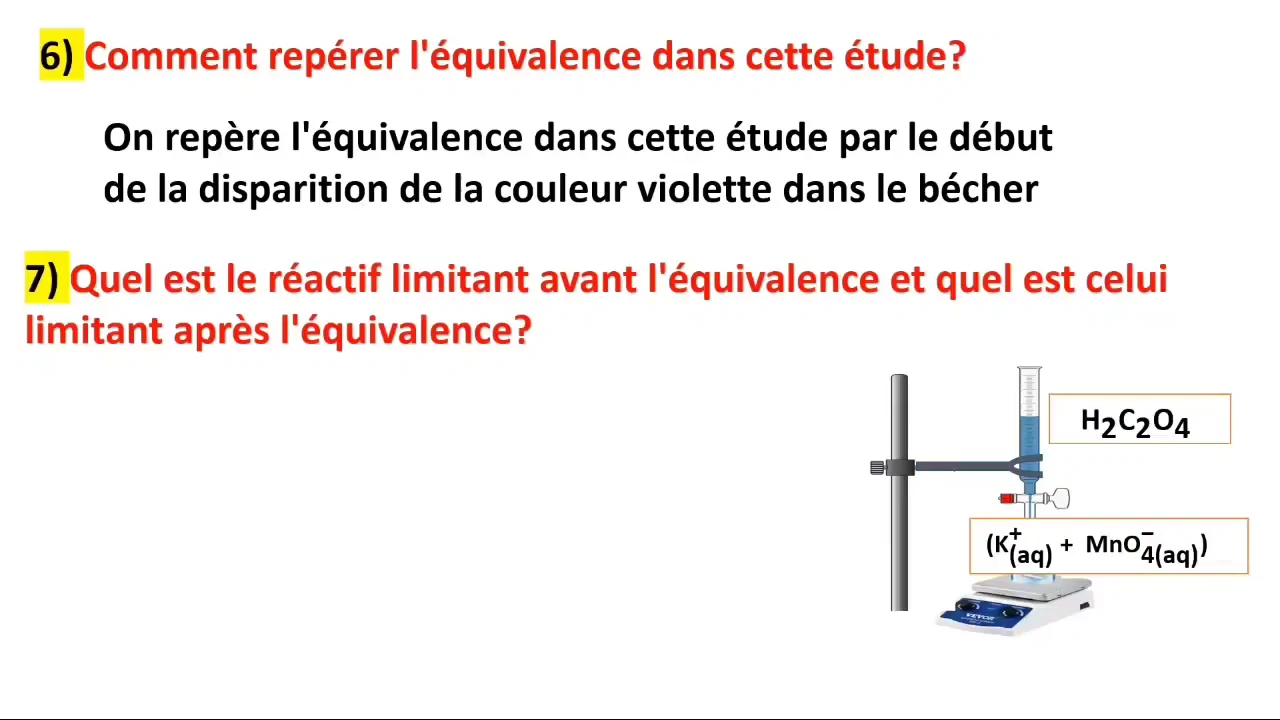 6) Comment repérer l'équivalence dans cette étude?
On repère l'équivalence dans cette étude par le début
de la disparition de la couleur violette dans le bécher
7) Quel est le réactif limitant avant l'équivalence et quel est celui
limitant après l'équivalence?
H₂C₂O₄
(K⁺(aq) + MnO₄⁻(aq))
VEVOR